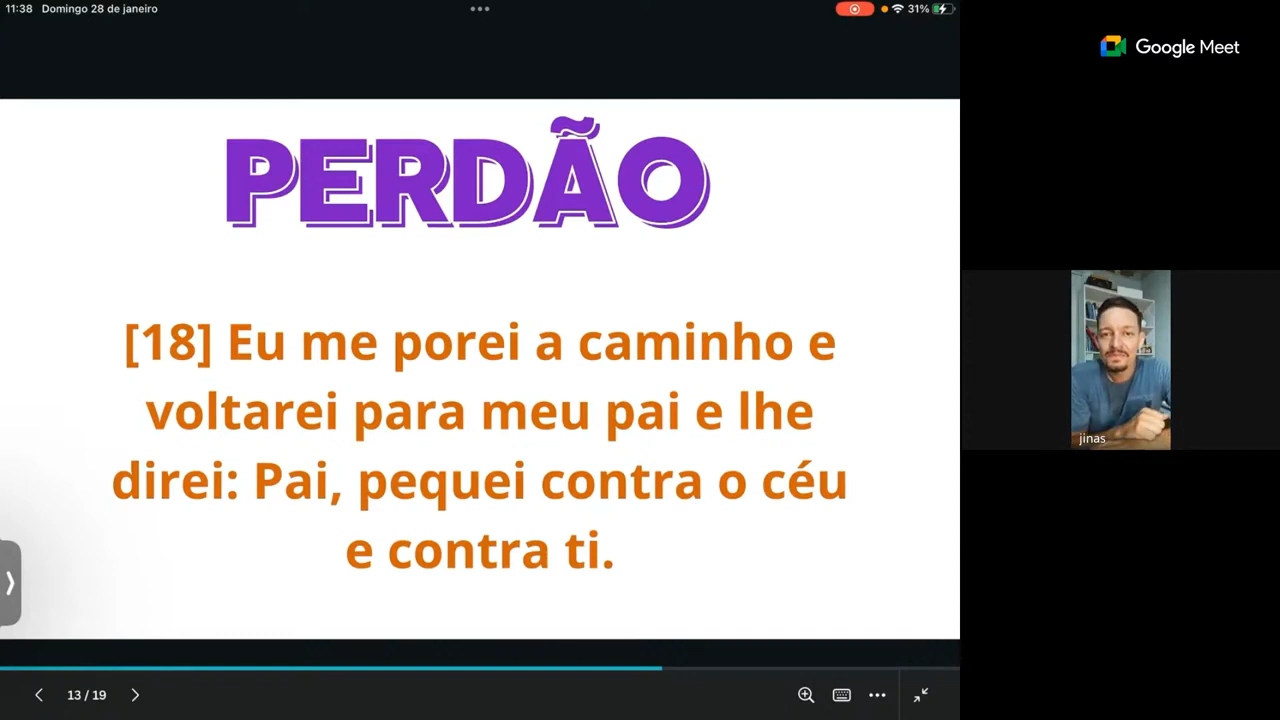 11:38 Domingo 28 de janeiro
31%
Google Meet
PERDÃO
[18] Eu me porei a caminho e
voltarei para meu pai e lhe
direi: Pai, pequei contra o céu
e contra ti.
jinas
13 / 19